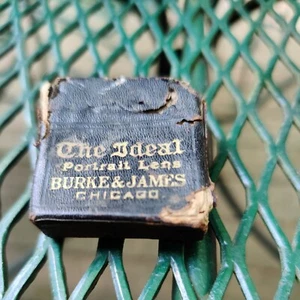 The Ideal
Portrait Lens
BURKE & JAMES
CHICAGO